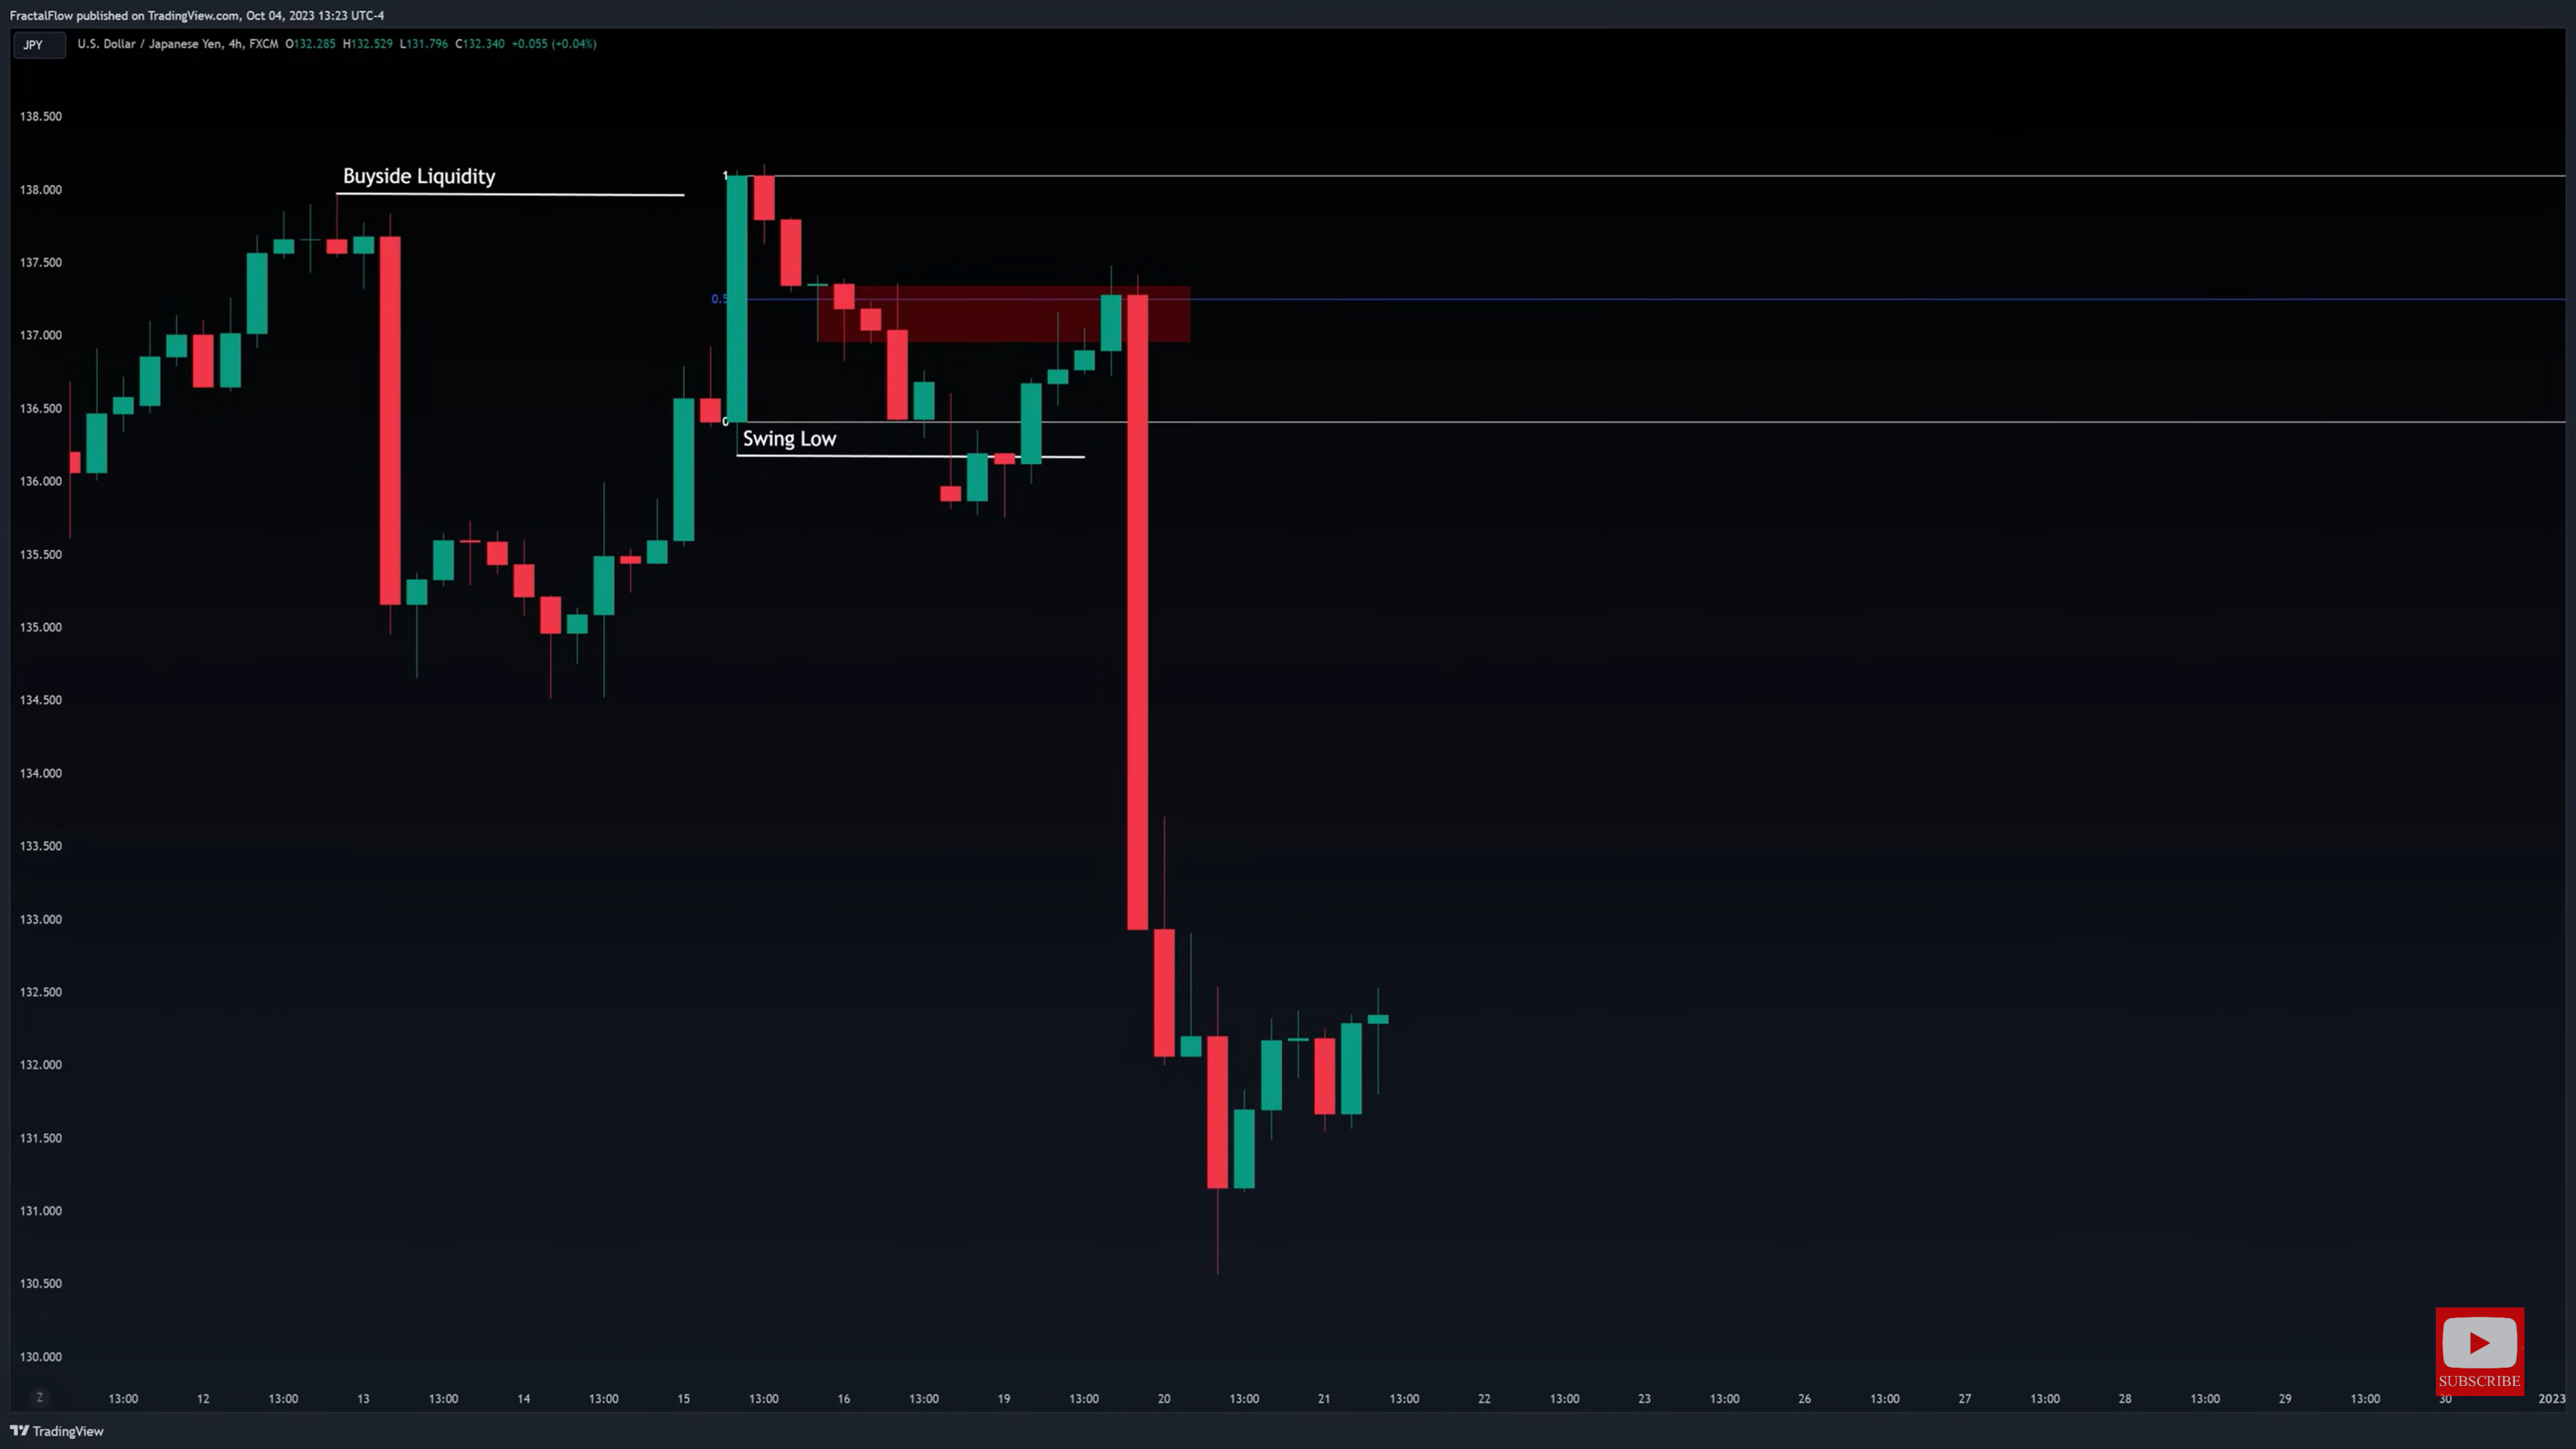 FractalFlow published on TradingView.com, Oct 04, 2023 13:23 UTC-4
JPY
U.S. Dollar / Japanese Yen, 4h, FXCM O132.285 H132.529 L131.796 C132.340 +0.055 (+0.04%)
138.500
Buyside Liquidity
1
138.000
137.500
0.5
137.000
136.500
0
Swing Low
136.000
135.500
135.000
134.500
134.000
133.500
133.000
132.500
132.000
131.500
131.000
130.500
130.000
SUBSCRIBE
Z 13:00 12 13:00 13 13:00 14 13:00 15 13:00 16 13:00 19 13:00 20 13:00 21 13:00 22 13:00 23 13:00 26 13:00 27 13:00 28 13:00 29 13:00 30 2023
TradingView